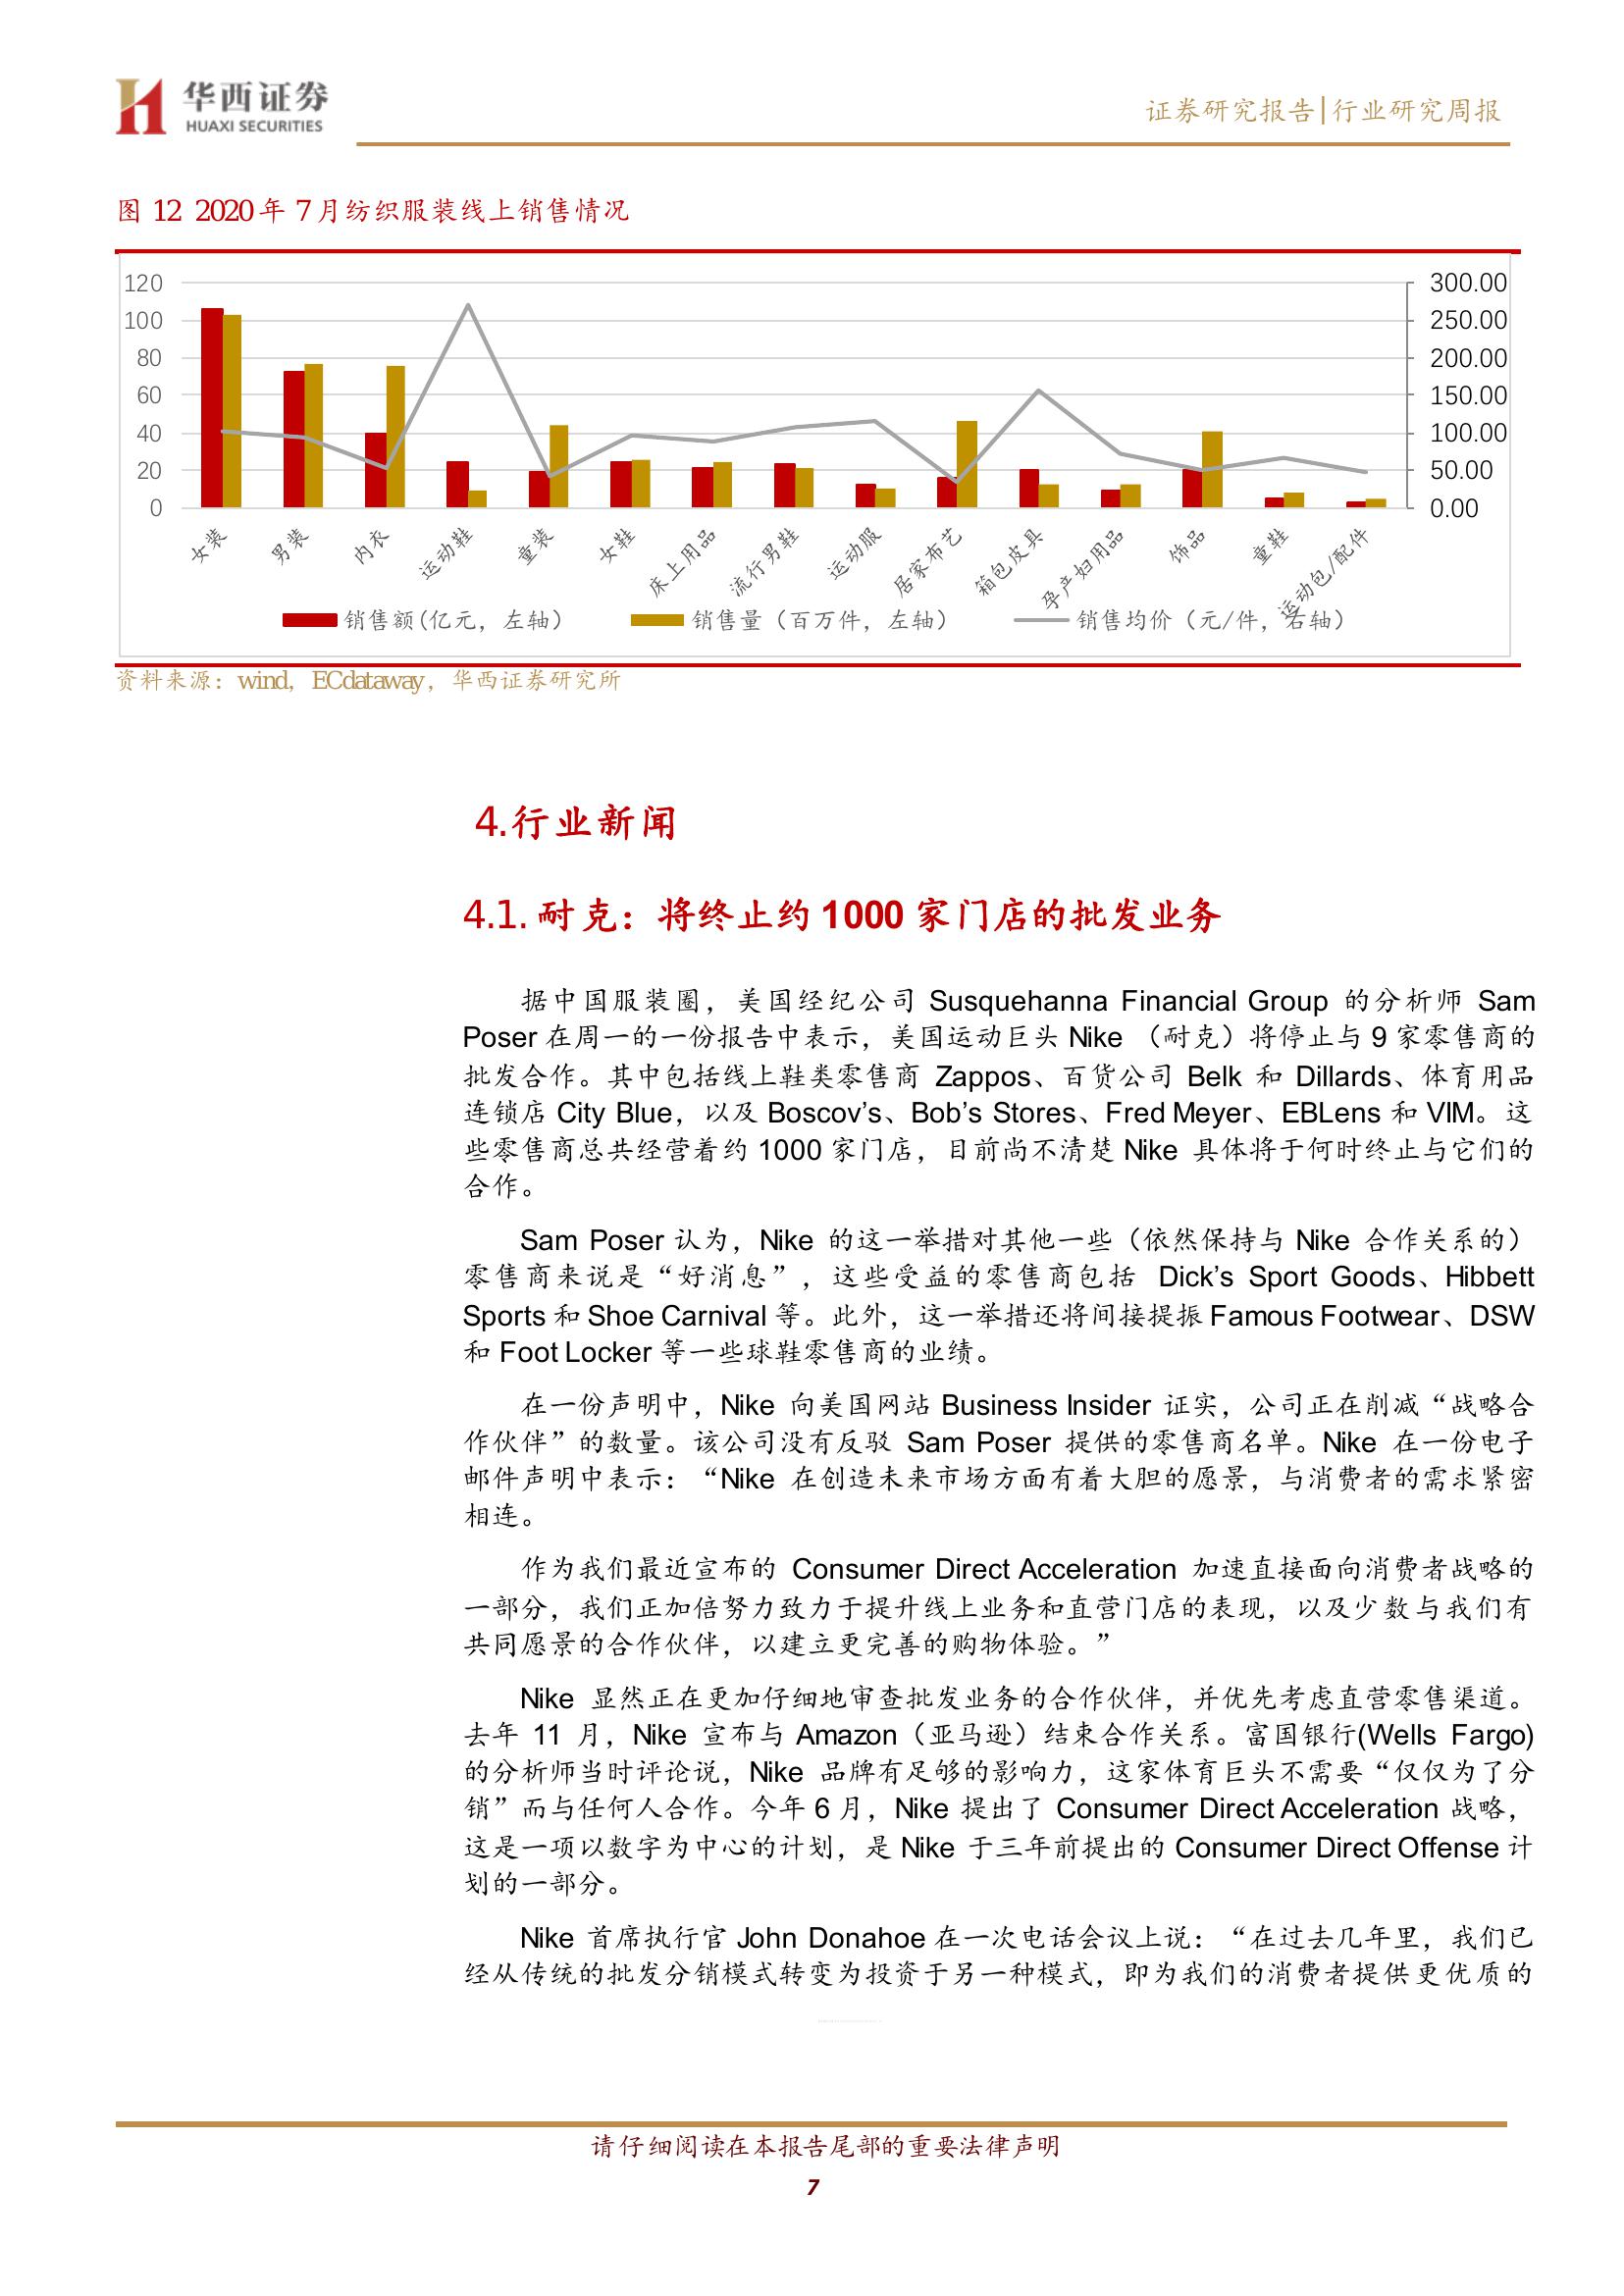 华西证券
HUAXI SECURITIES
证券研究报告|行业研究周报
图 12 2020年 7月纺织服装线上销售情况
120
100
80
60
40
20
0
300.00
250.00
200.00
150.00
100.00
50.00
0.00
女装
男装
内衣
运动鞋
童装
女鞋
床上用品
流行男鞋
运动服
居家布艺
箱包皮具
孕产妇用品
饰品
童鞋
运动包/配件
销售额(亿元，左轴）
销售量（百万件，左轴）
销售均价（元/件，右轴）
资料来源：wind，ECdataway，华西证券研究所
4.行业新闻
4.1. 耐克：将终止约 1000 家门店的批发业务
据中国服装圈，美国经纪公司 Susquehanna Financial Group 的分析师 Sam
Poser 在周一的一份报告中表示，美国运动巨头 Nike （耐克）将停止与 9 家零售商的
批发合作。其中包括线上鞋类零售商 Zappos、百货公司 Belk 和 Dillards、体育用品
连锁店 City Blue，以及 Boscov’s、Bob’s Stores、Fred Meyer、EBLens 和 VIM。这
些零售商总共经营着约 1000 家门店，目前尚不清楚 Nike 具体将于何时终止与它们的
合作。
Sam Poser 认为，Nike 的这一举措对其他一些（依然保持与 Nike 合作关系的）
零售商来说是“好消息”，这些受益的零售商包括 Dick’s Sport Goods、Hibbett
Sports 和 Shoe Carnival 等。此外，这一举措还将间接提振 Famous Footwear、DSW
和 Foot Locker 等一些球鞋零售商的业绩。
在一份声明中，Nike 向美国网站 Business Insider 证实，公司正在削减“战略合
作伙伴”的数量。该公司没有反驳 Sam Poser 提供的零售商名单。Nike 在一份电子
邮件声明中表示：“Nike 在创造未来市场方面有着大胆的愿景，与消费者的需求紧密
相连。
作为我们最近宣布的 Consumer Direct Acceleration 加速直接面向消费者战略的
一部分，我们正加倍努力致力于提升线上业务和直营门店的表现，以及少数与我们有
共同愿景的合作伙伴，以建立更完善的购物体验。”
Nike 显然正在更加仔细地审查批发业务的合作伙伴，并优先考虑直营零售渠道。
去年 11 月，Nike 宣布与 Amazon（亚马逊）结束合作关系。富国银行(Wells Fargo)
的分析师当时评论说，Nike 品牌有足够的影响力，这家体育巨头不需要“仅仅为了分
销”而与任何人合作。今年 6 月，Nike 提出了 Consumer Direct Acceleration 战略，
这是一项以数字为中心的计划，是 Nike 于三年前提出的 Consumer Direct Offense 计
划的一部分。
Nike 首席执行官 John Donahoe 在一次电话会议上说：“在过去几年里，我们已
经从传统的批发分销模式转变为投资于另一种模式，即为我们的消费者提供更优质的
请仔细阅读在本报告尾部的重要法律声明
7